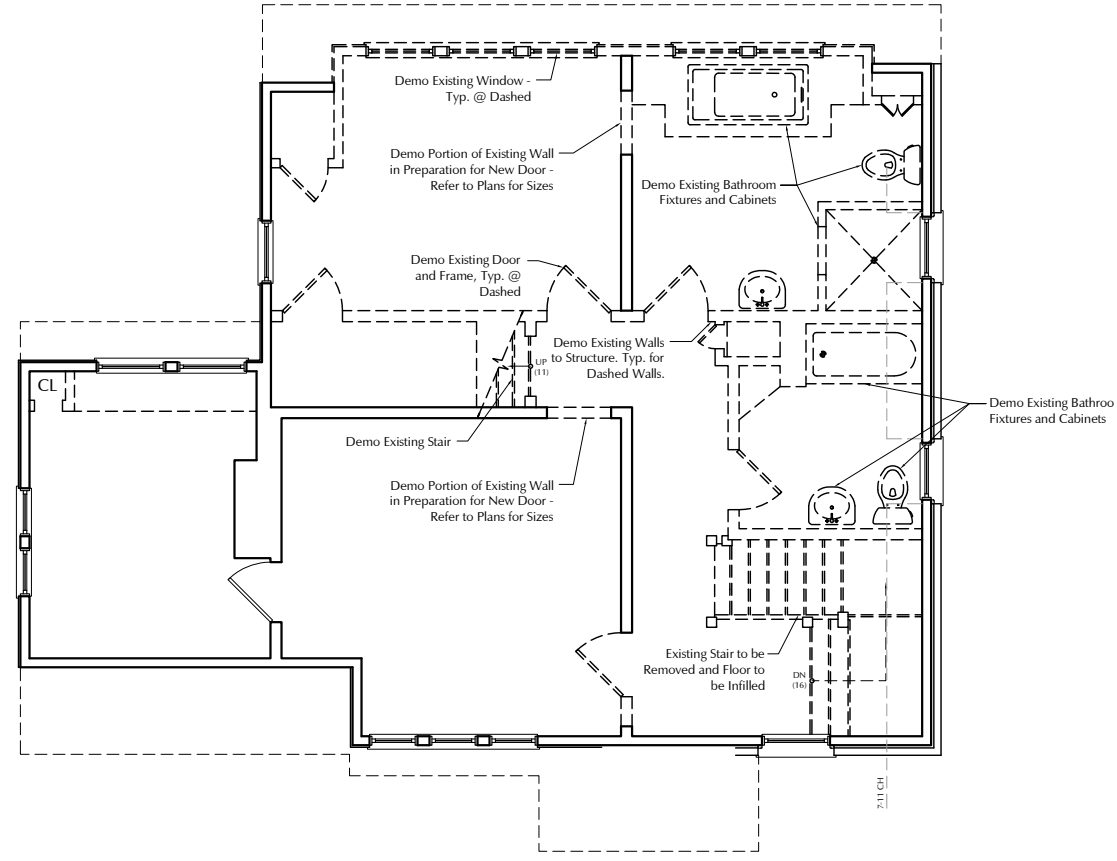 Demo Existing Window -
Typ. @ Dashed
Demo Portion of Existing Wall
in Preparation for New Door -
Refer to Plans for Sizes
Demo Existing Bathroom
Fixtures and Cabinets
Demo Existing Door
and Frame, Typ. @
Dashed
Demo Existing Walls
to Structure. Typ. for
Dashed Walls.
UP
(11)
CL
Demo Existing Bathroo
Fixtures and Cabinets
Demo Existing Stair
Demo Portion of Existing Wall
in Preparation for New Door -
Refer to Plans for Sizes
Existing Stair to be
Removed and Floor to
be Infilled
DN
(16)
7-11 CH